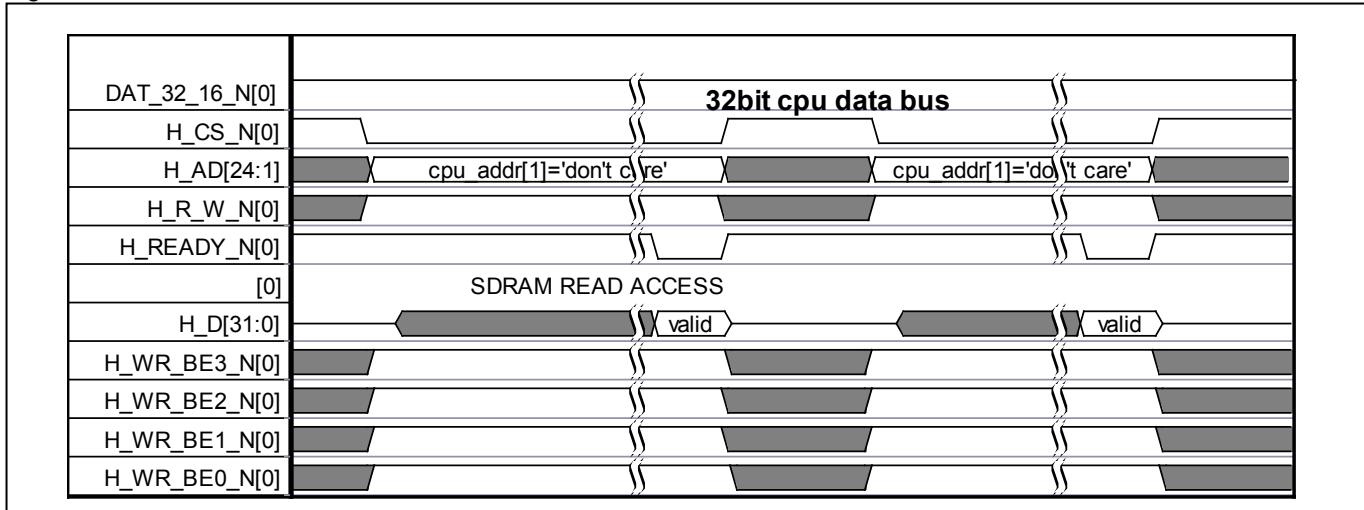 DAT_32_16_N[0]
32bit cpu data bus
H_CS_N[0]
H_AD[24:1] cpu_addr[1]='don't care' cpu_addr[1]='don't care'
H_R_W_N[0]
H_READY_N[0]
[0] SDRAM READ ACCESS
H_D[31:0] valid valid
H_WR_BE3_N[0]
H_WR_BE2_N[0]
H_WR_BE1_N[0]
H_WR_BE0_N[0]